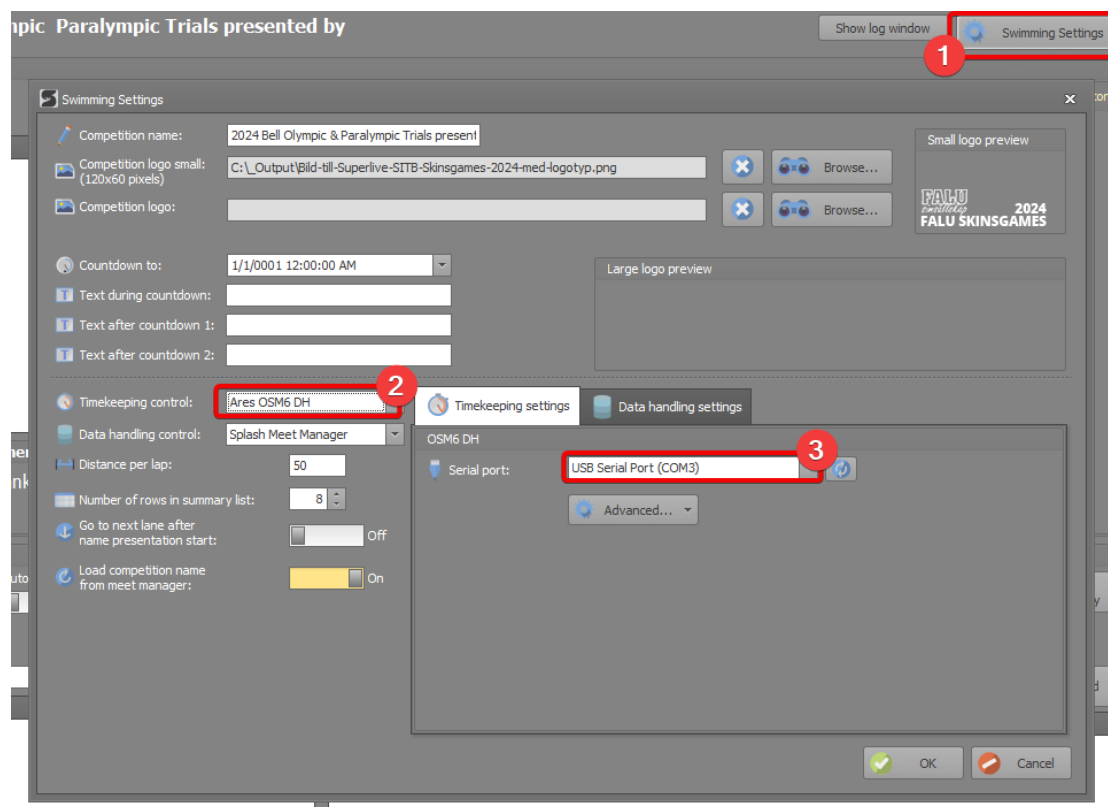 Paralympic Trials presented by
Show log window
Swimming Settings
1
Swimming Settings
Competition name:
2024 Bell Olympic & Paralympic Trials present
Small logo preview
Competition logo small:
(120x60 pixels)
C:\_Output\Bild-till-Superlive-SITB-Skinsgames-2024-med-logotyp.png
Browse...
Competition logo:
Browse...
FALU
2024
FALU SKINSGAMES
Countdown to:
1/1/0001 12:00:00 AM
Large logo preview
Text during countdown:
Text after countdown 1:
Text after countdown 2:
2
Timekeeping control:
Ares OSM6 DH
Timekeeping settings
Data handling settings
Data handling control:
Splash Meet Manager
OSM6 DH
3
Distance per lap:
50
Serial port:
USB Serial Port (COM3)
Number of rows in summary list:
8
Advanced...
Go to next lane after
name presentation start:
Off
Load competition name
from meet manager:
On
OK
Cancel